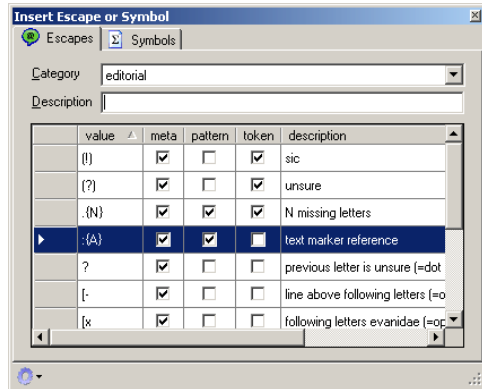 Insert Escape or Symbol
Escapes Σ Symbols
Category editorial
Description
value meta pattern token description
(!) sic
(?) unsure
.{N} N missing letters
:{A} text marker reference
? previous letter is unsure (=dot
[- line above following letters (=o
[x following letters evanidae (=op